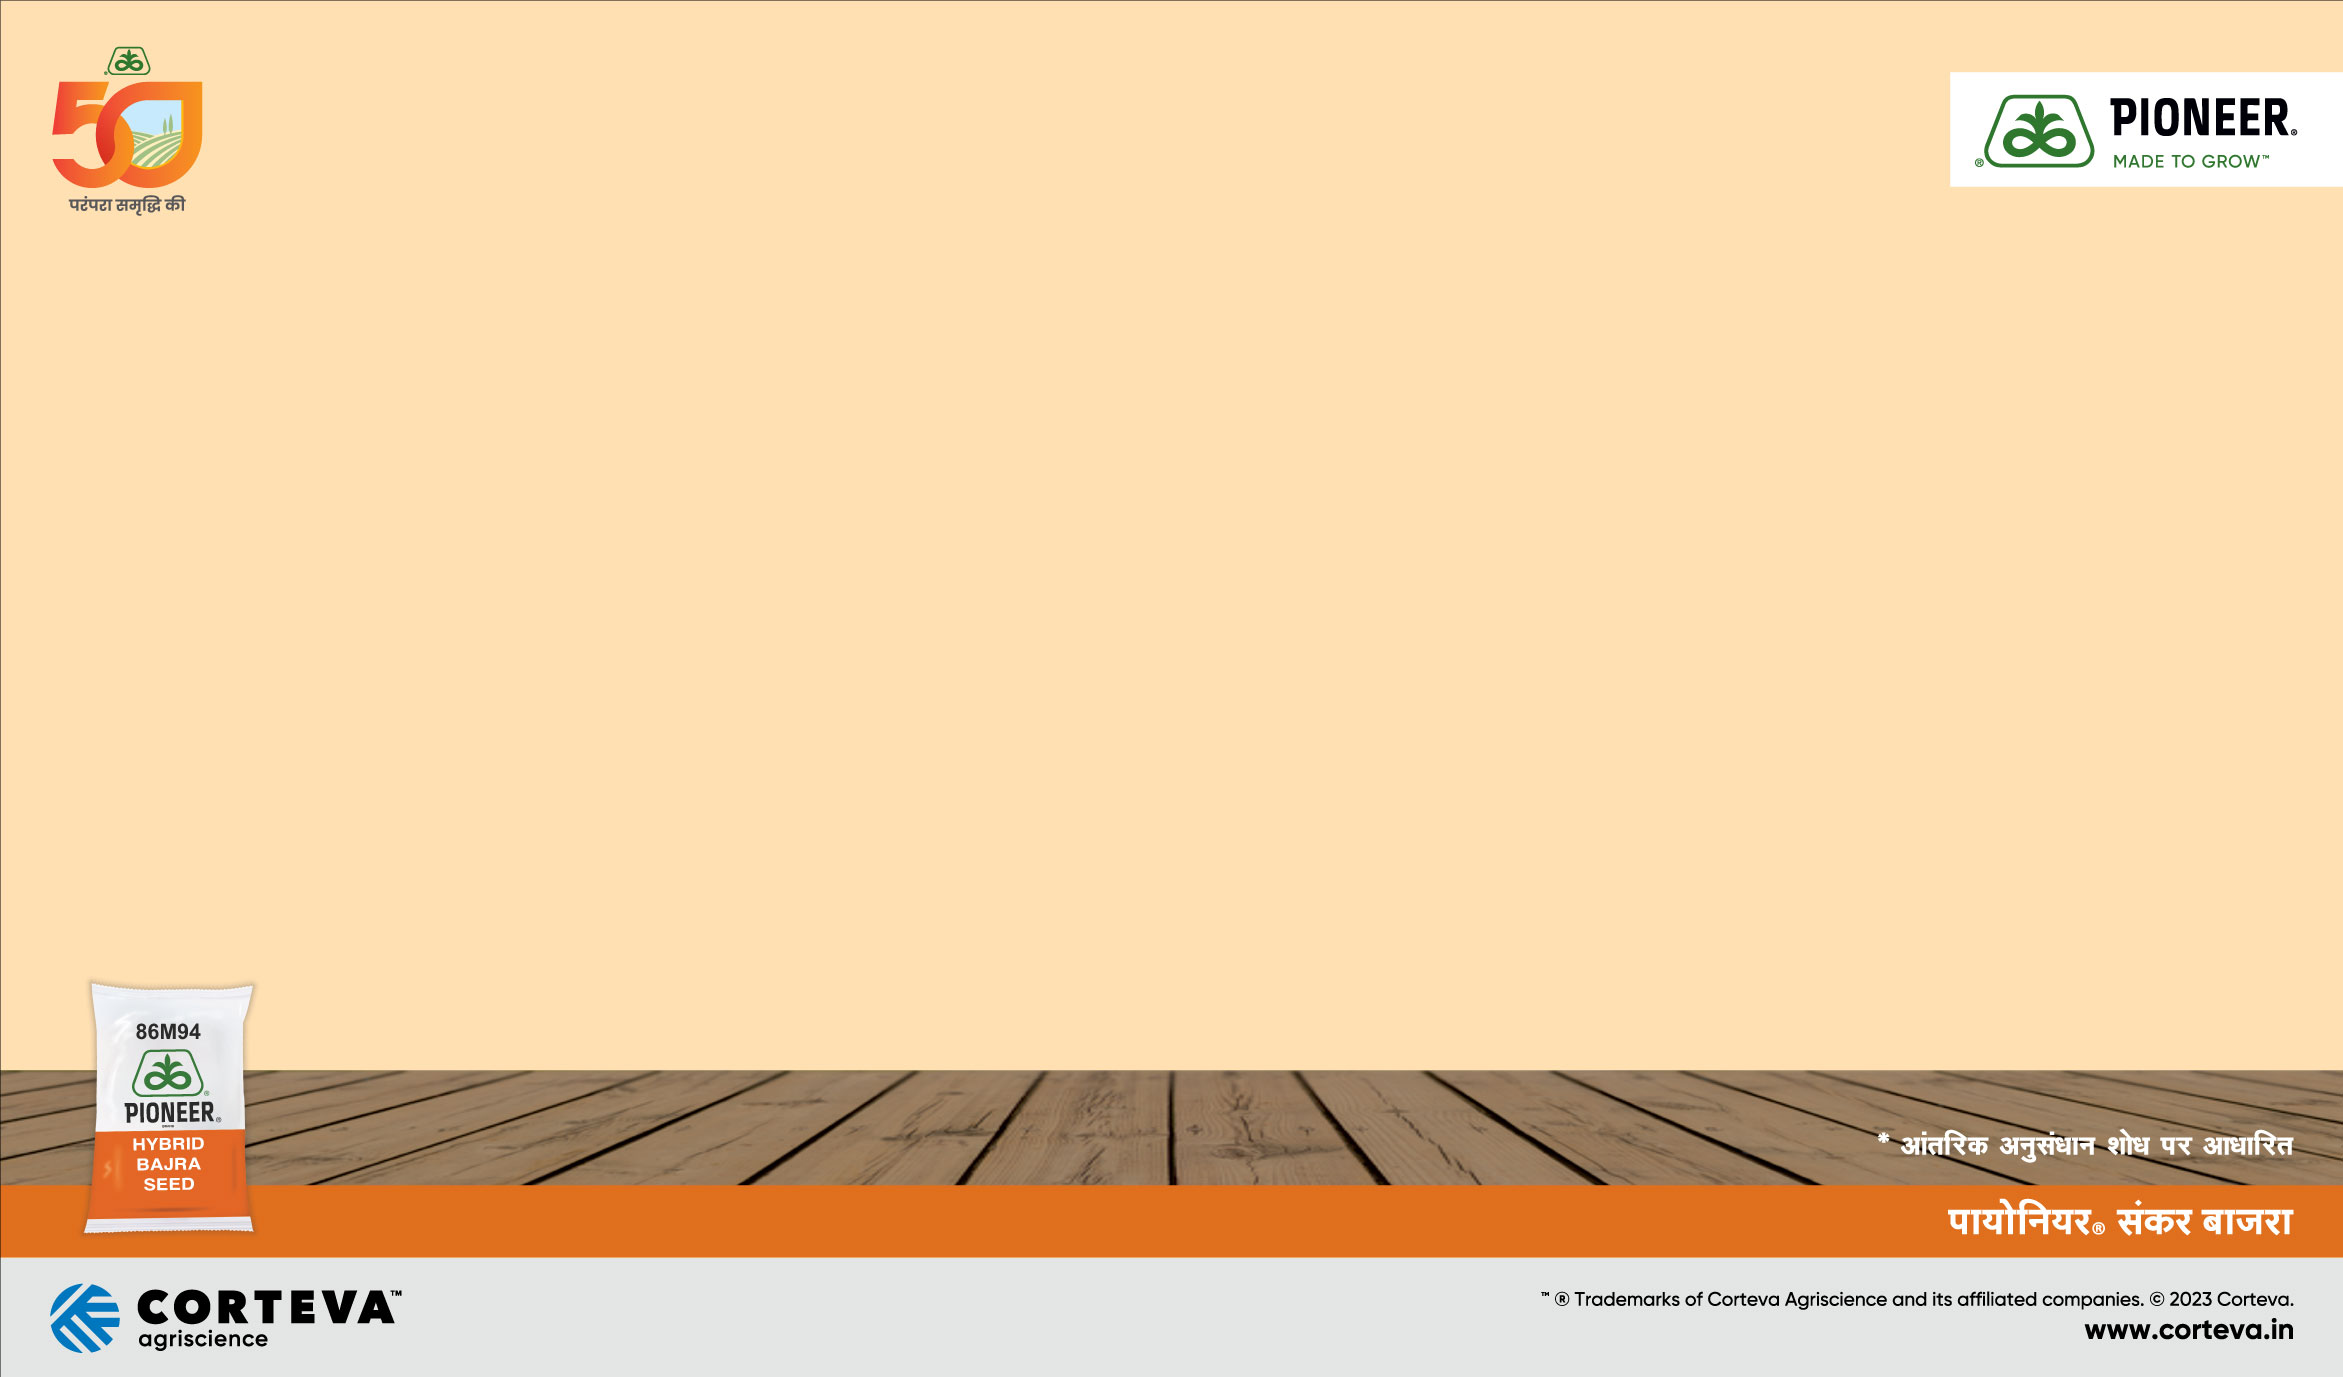 50
परंपरा समृद्धि की
PIONEER®
® MADE TO GROW™
86M94
®
PIONEER®
HYBRID
BAJRA
SEED
* आंतरिक अनुसंधान शोध पर आधारित
पायोनियर® संकर बाजरा
CORTEVA™
agriscience
™ ® Trademarks of Corteva Agriscience and its affiliated companies. © 2023 Corteva.
www.corteva.in